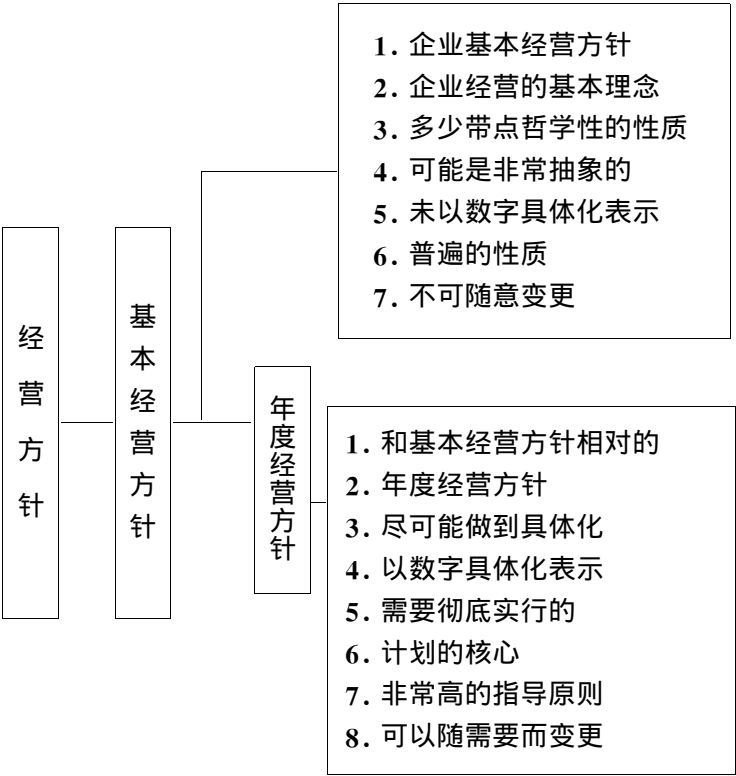 经营方针
基本经营方针
1. 企业基本经营方针
2. 企业经营的基本理念
3. 多少带点哲学性的性质
4. 可能是非常抽象的
5. 未以数字具体化表示
6. 普遍的性质
7. 不可随意变更
年度经营方针
1. 和基本经营方针相对的
2. 年度经营方针
3. 尽可能做到具体化
4. 以数字具体化表示
5. 需要彻底实行的
6. 计划的核心
7. 非常高的指导原则
8. 可以随需要而变更